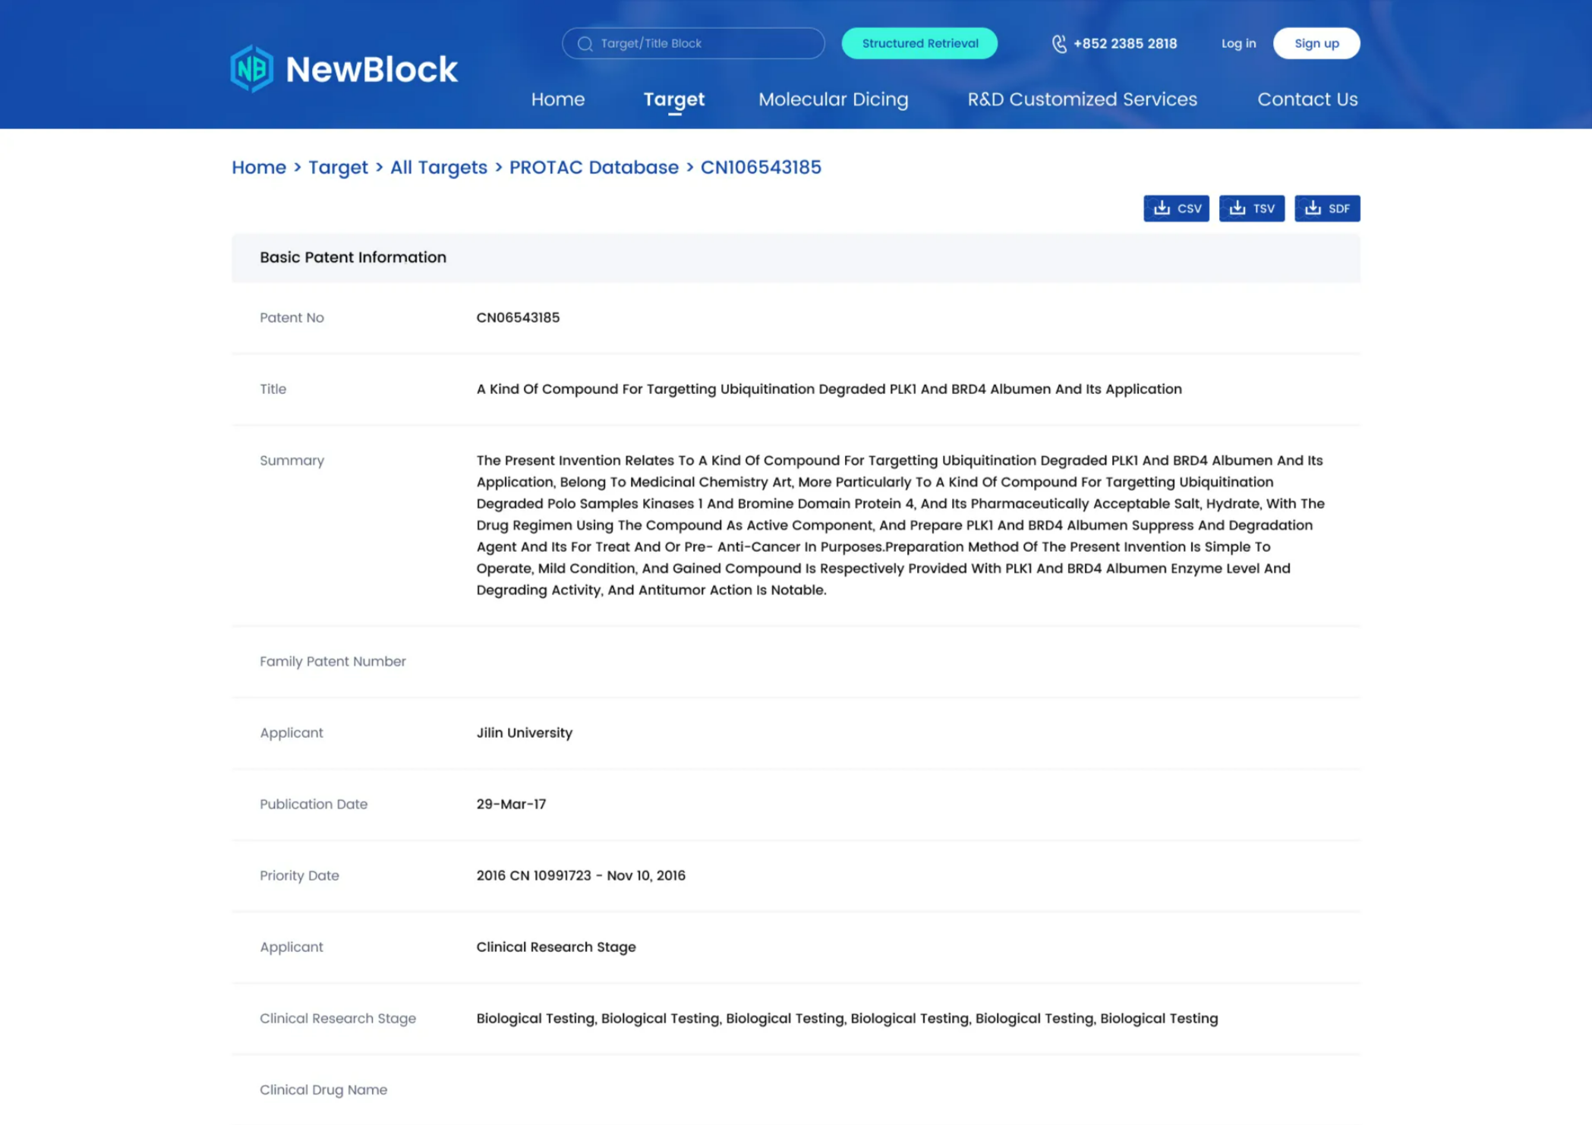 Target/Title Block
Structured Retrieval
+852 2385 2818
Log in
Sign up
NB NewBlock
Home
Target
Molecular Dicing
R&D Customized Services
Contact Us
Home > Target > All Targets > PROTAC Database > CN106543185
CSV
TSV
SDF
Basic Patent Information
Patent No
CN06543185
Title
A Kind Of Compound For Targetting Ubiquitination Degraded PLK1 And BRD4 Albumen And Its Application
Summary
The Present Invention Relates To A Kind Of Compound For Targetting Ubiquitination Degraded PLK1 And BRD4 Albumen And Its
Application, Belong To Medicinal Chemistry Art, More Particularly To A Kind Of Compound For Targetting Ubiquitination
Degraded Polo Samples Kinases 1 And Bromine Domain Protein 4, And Its Pharmaceutically Acceptable Salt, Hydrate, With The
Drug Regimen Using The Compound As Active Component, And Prepare PLK1 And BRD4 Albumen Suppress And Degradation
Agent And Its For Treat And Or Pre- Anti-Cancer In Purposes.Preparation Method Of The Present Invention Is Simple To
Operate, Mild Condition, And Gained Compound Is Respectively Provided With PLK1 And BRD4 Albumen Enzyme Level And
Degrading Activity, And Antitumor Action Is Notable.
Family Patent Number
Applicant
Jilin University
Publication Date
29-Mar-17
Priority Date
2016 CN 10991723 - Nov 10, 2016
Applicant
Clinical Research Stage
Clinical Research Stage
Biological Testing, Biological Testing, Biological Testing, Biological Testing, Biological Testing, Biological Testing
Clinical Drug Name